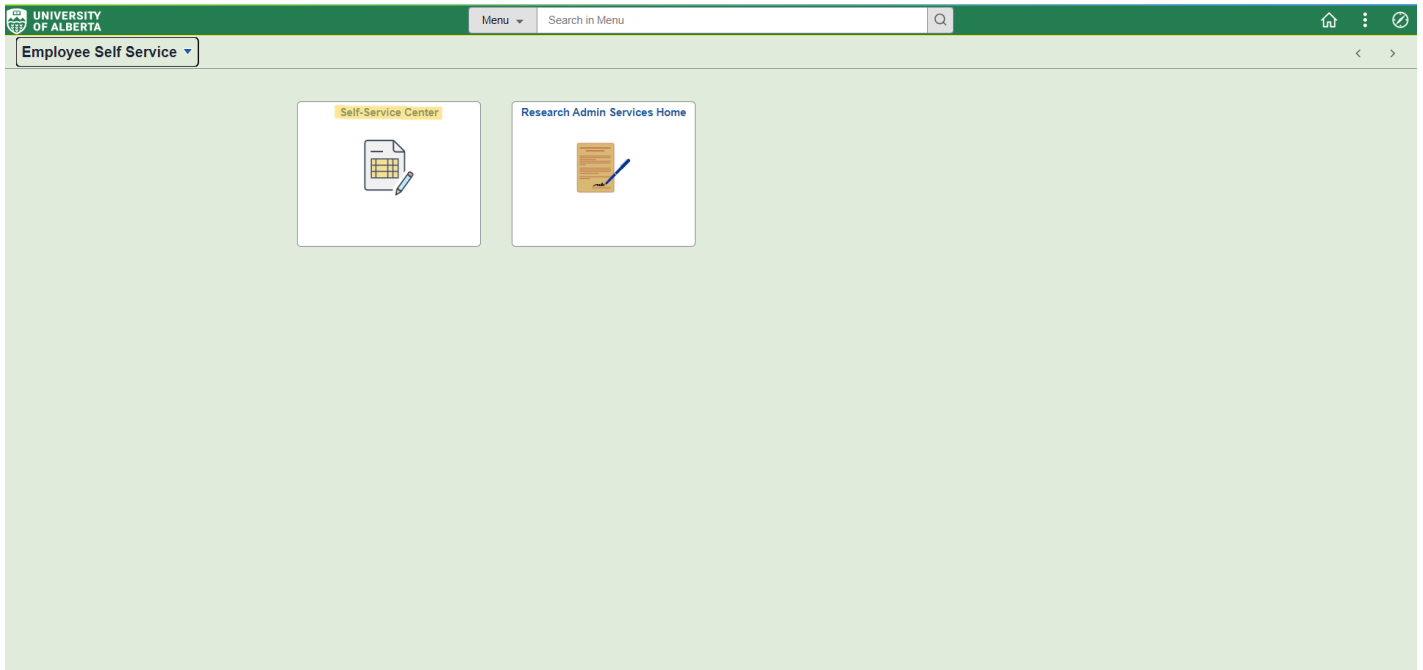 UNIVERSITY
OF ALBERTA
Menu
Search in Menu
Employee Self Service
Self-Service Center
Research Admin Services Home